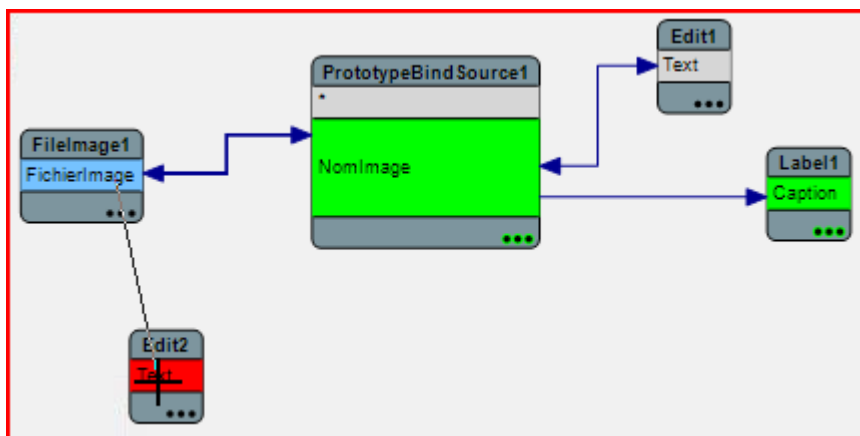 Edit1
Text
PrototypeBindSource1
*
NomImage
FileImage1
FichierImage
Label1
Caption
Edit2
Text